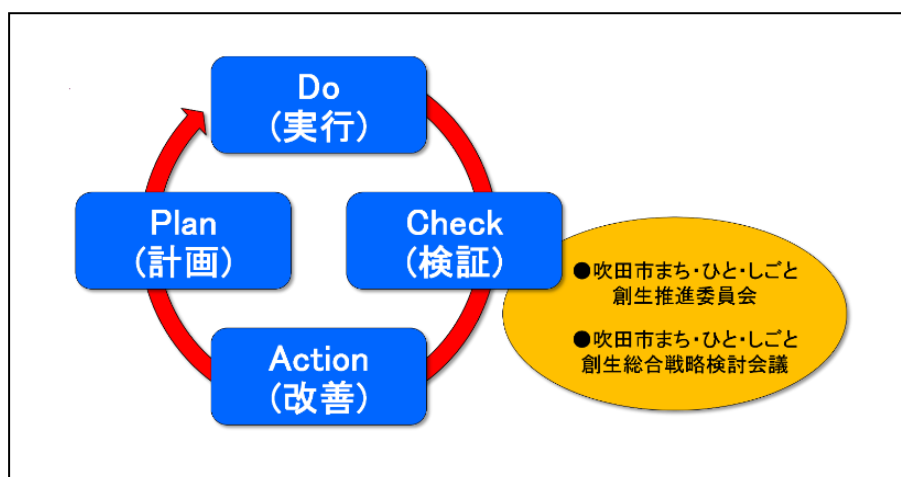 Do
(実行)
Plan
(計画)
Check
(検証)
●吹田市まち・ひと・しごと
創生推進委員会
●吹田市まち・ひと・しごと
創生総合戦略検討会議
Action
(改善)